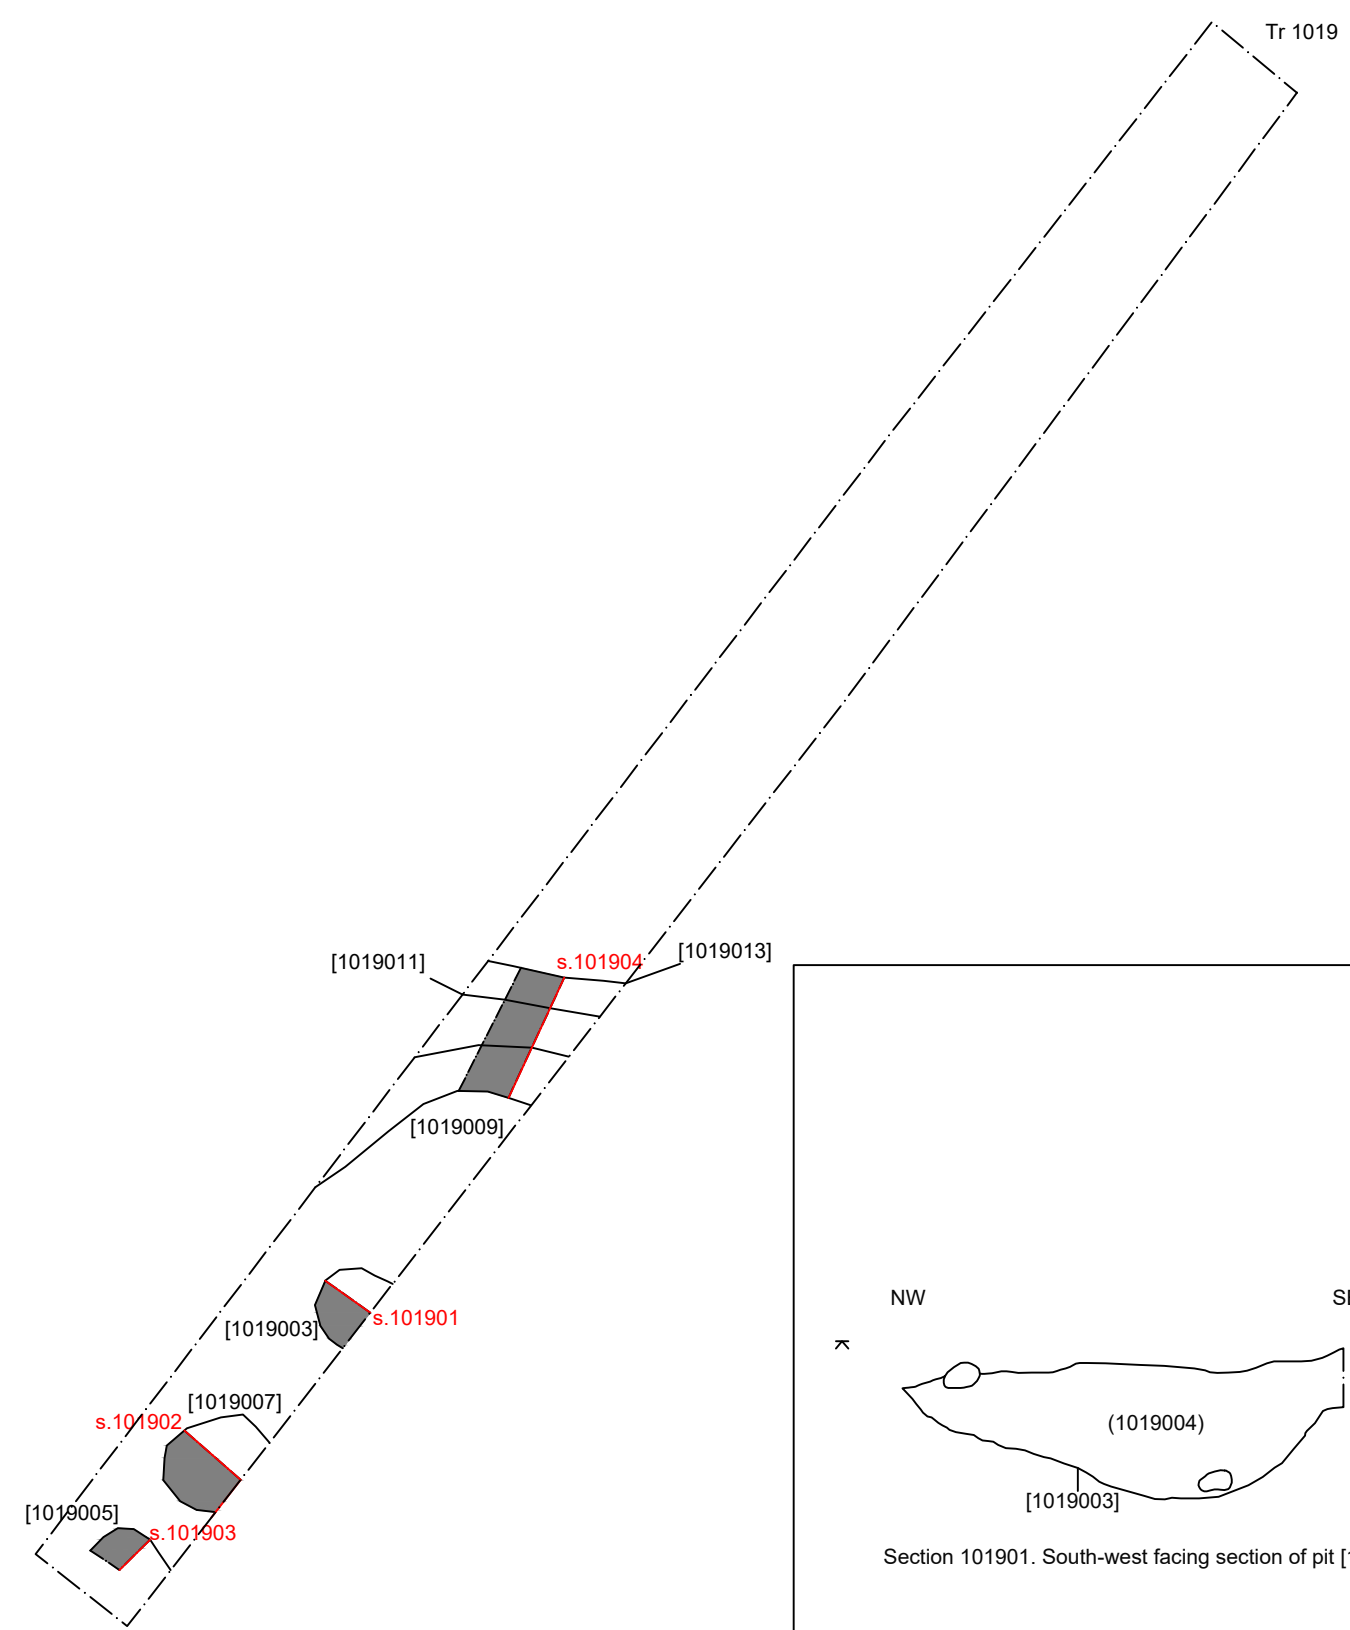 Tr 1019
[1019011]
s.101904
[1019013]
[1019009]
[1019003]
s.101901
[1019007]
s.101902
[1019005]
s.101903
NW
K
(1019004)
[1019003]
Section 101901. South-west facing section of pit [